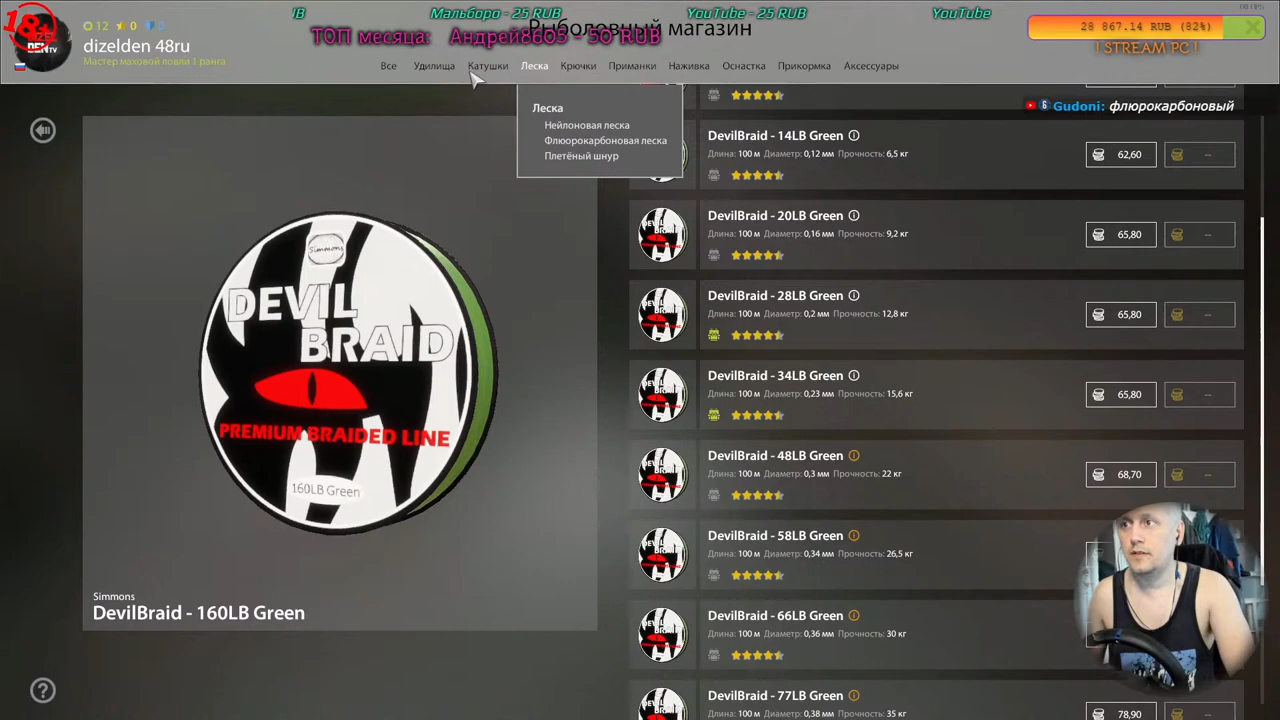 'B Мальборо - 25 RUB YouTube - 25 RUB YouTube
18+
12 0 0
DEN TV
dizelden 48ru
Мастер маховой ловли 1 ранга
ТОП месяца: Андрей8605 - 50 RUB
Рыболовный магазин
28 867.14 RUB (82%)
! STREAM PC !
Все Удилища Катушки Леска Крючки Приманки Наживка Оснастка Прикормка Аксессуары
Gudoni: флюрокарбоновый
Леска
Нейлоновая леска
Флюорокарбоновая леска
Плетёный шнур
DevilBraid - 14LB Green
Длина: 100 м Диаметр: 0,12 мм Прочность: 6,5 кг
62,60 --
DevilBraid - 20LB Green
Длина: 100 м Диаметр: 0,16 мм Прочность: 9,2 кг
65,80 --
DevilBraid - 28LB Green
Длина: 100 м Диаметр: 0,2 мм Прочность: 12,8 кг
65,80 --
DevilBraid - 34LB Green
Длина: 100 м Диаметр: 0,23 мм Прочность: 15,6 кг
65,80 --
DevilBraid - 48LB Green
Длина: 100 м Диаметр: 0,3 мм Прочность: 22 кг
68,70 --
DevilBraid - 58LB Green
Длина: 100 м Диаметр: 0,34 мм Прочность: 26,5 кг
DevilBraid - 66LB Green
Длина: 100 м Диаметр: 0,36 мм Прочность: 30 кг
DevilBraid - 77LB Green
Длина: 100 м Диаметр: 0,38 мм Прочность: 35 кг
78,90 --
Simmons
DEVIL
BRAID
PREMIUM BRAIDED LINE
160LB Green
Simmons
DevilBraid - 160LB Green
?